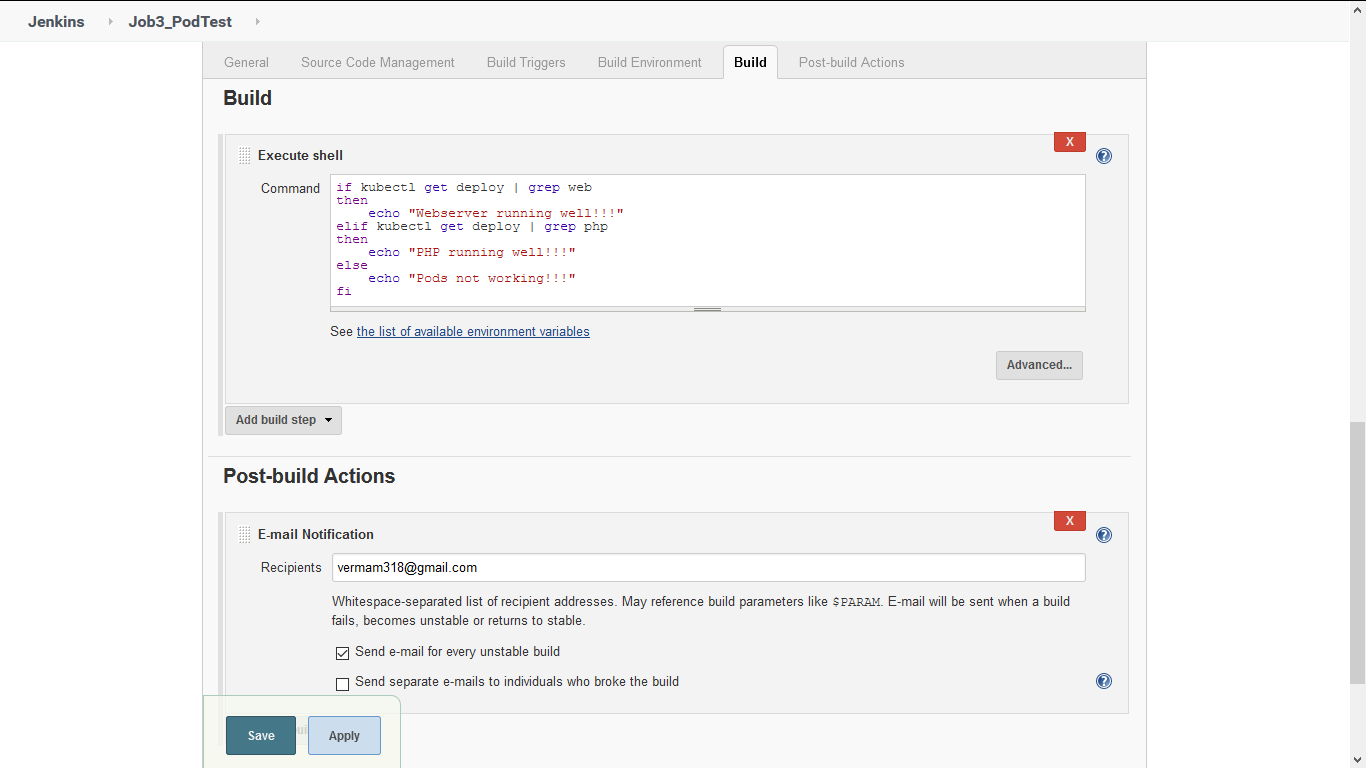 Jenkins Job3_PodTest
General Source Code Management Build Triggers Build Environment Build Post-build Actions
Build
X
Execute shell ?
Command
if kubectl get deploy | grep web
then
    echo "Webserver running well!!!"
elif kubectl get deploy | grep php
then
    echo "PHP running well!!!"
else
    echo "Pods not working!!!"
fi
See the list of available environment variables
Advanced...
Add build step
Post-build Actions
X
E-mail Notification ?
Recipients vermam318@gmail.com
Whitespace-separated list of recipient addresses. May reference build parameters like $PARAM. E-mail will be sent when a build
fails, becomes unstable or returns to stable.
Send e-mail for every unstable build
Send separate e-mails to individuals who broke the build ?
Save Apply